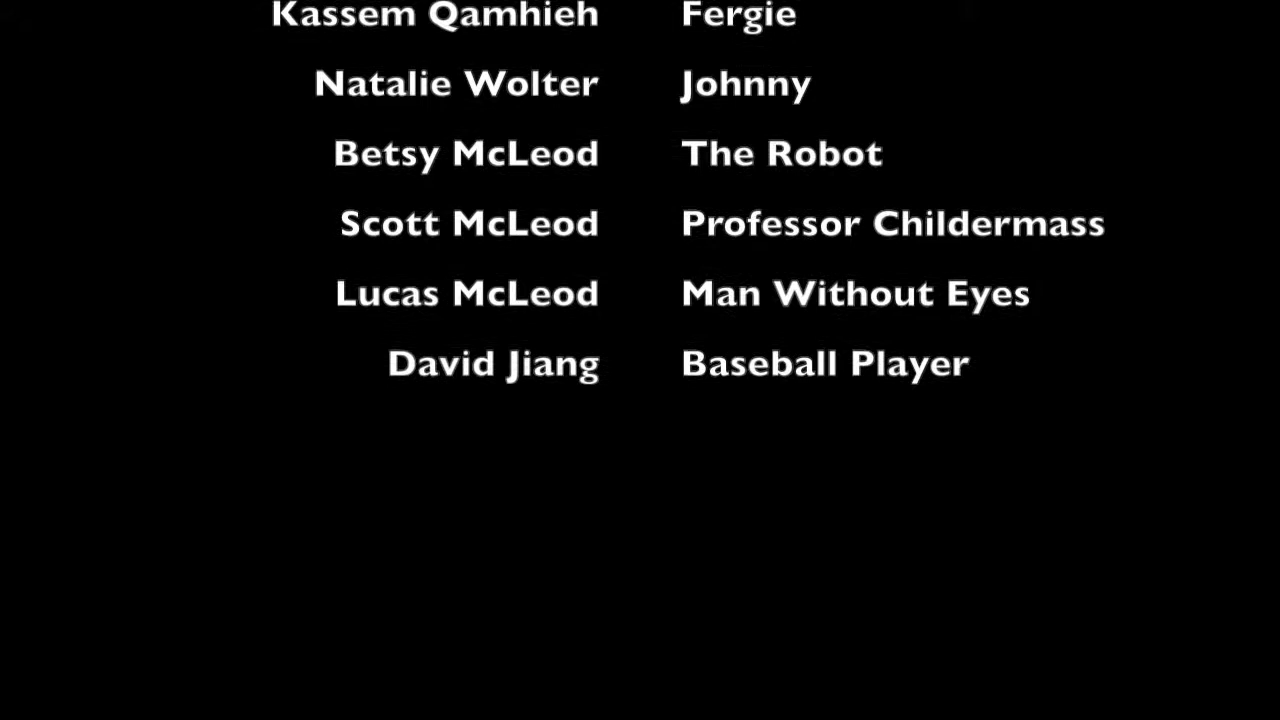 Kassem Qamhieh Fergie
Natalie Wolter Johnny
Betsy McLeod The Robot
Scott McLeod Professor Childermass
Lucas McLeod Man Without Eyes
David Jiang Baseball Player